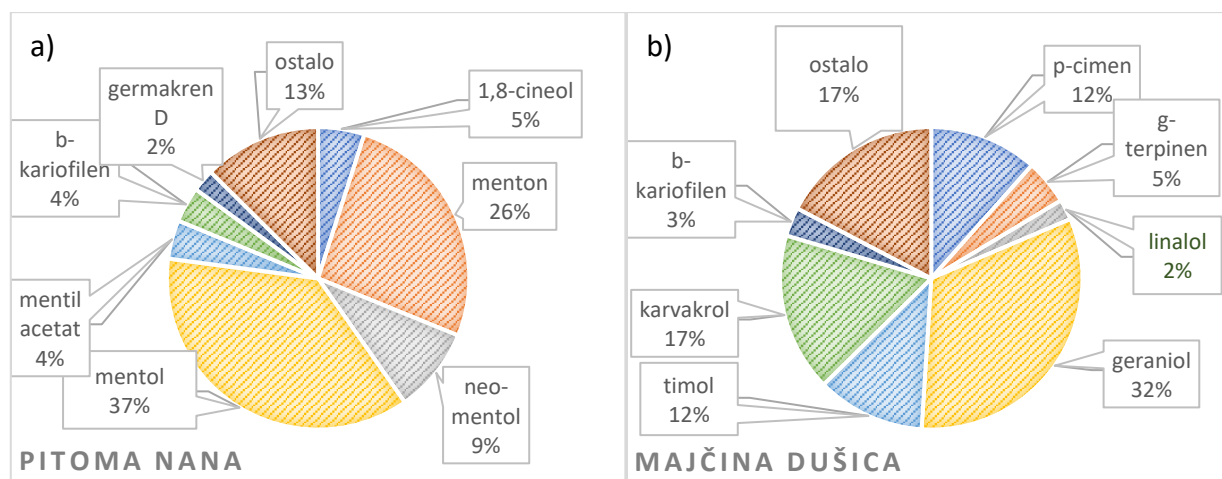 a)
ostalo
13%
1,8-cineol
5%
germakren
D
2%
b-
kariofilen
4%
menton
26%
mentil
acetat
4%
mentol
37%
neo-
mentol
9%
PITOMA NANA
b)
ostalo
17%
p-cimen
12%
g-
terpinen
5%
b-
kariofilen
3%
linalol
2%
karvakrol
17%
geraniol
32%
timol
12%
MAJČINA DUŠICA